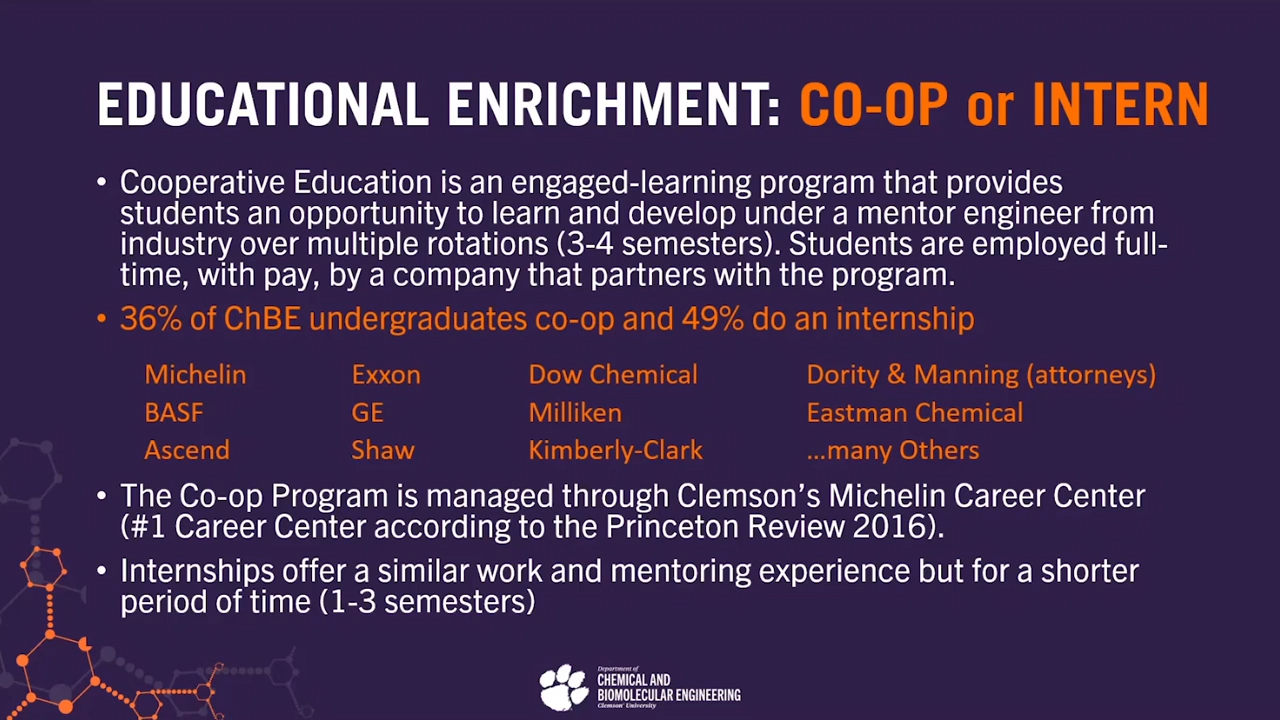 EDUCATIONAL ENRICHMENT: CO-OP or INTERN
• Cooperative Education is an engaged-learning program that provides
students an opportunity to learn and develop under a mentor engineer from
industry over multiple rotations (3-4 semesters). Students are employed full-
time, with pay, by a company that partners with the program.
• 36% of ChBE undergraduates co-op and 49% do an internship
Michelin Exxon Dow Chemical Dority & Manning (attorneys)
BASF GE Milliken Eastman Chemical
Ascend Shaw Kimberly-Clark ...many Others
• The Co-op Program is managed through Clemson's Michelin Career Center
(#1 Career Center according to the Princeton Review 2016).
• Internships offer a similar work and mentoring experience but for a shorter
period of time (1-3 semesters)
Department of
CHEMICAL AND
BIOMOLECULAR ENGINEERING
Clemson® University